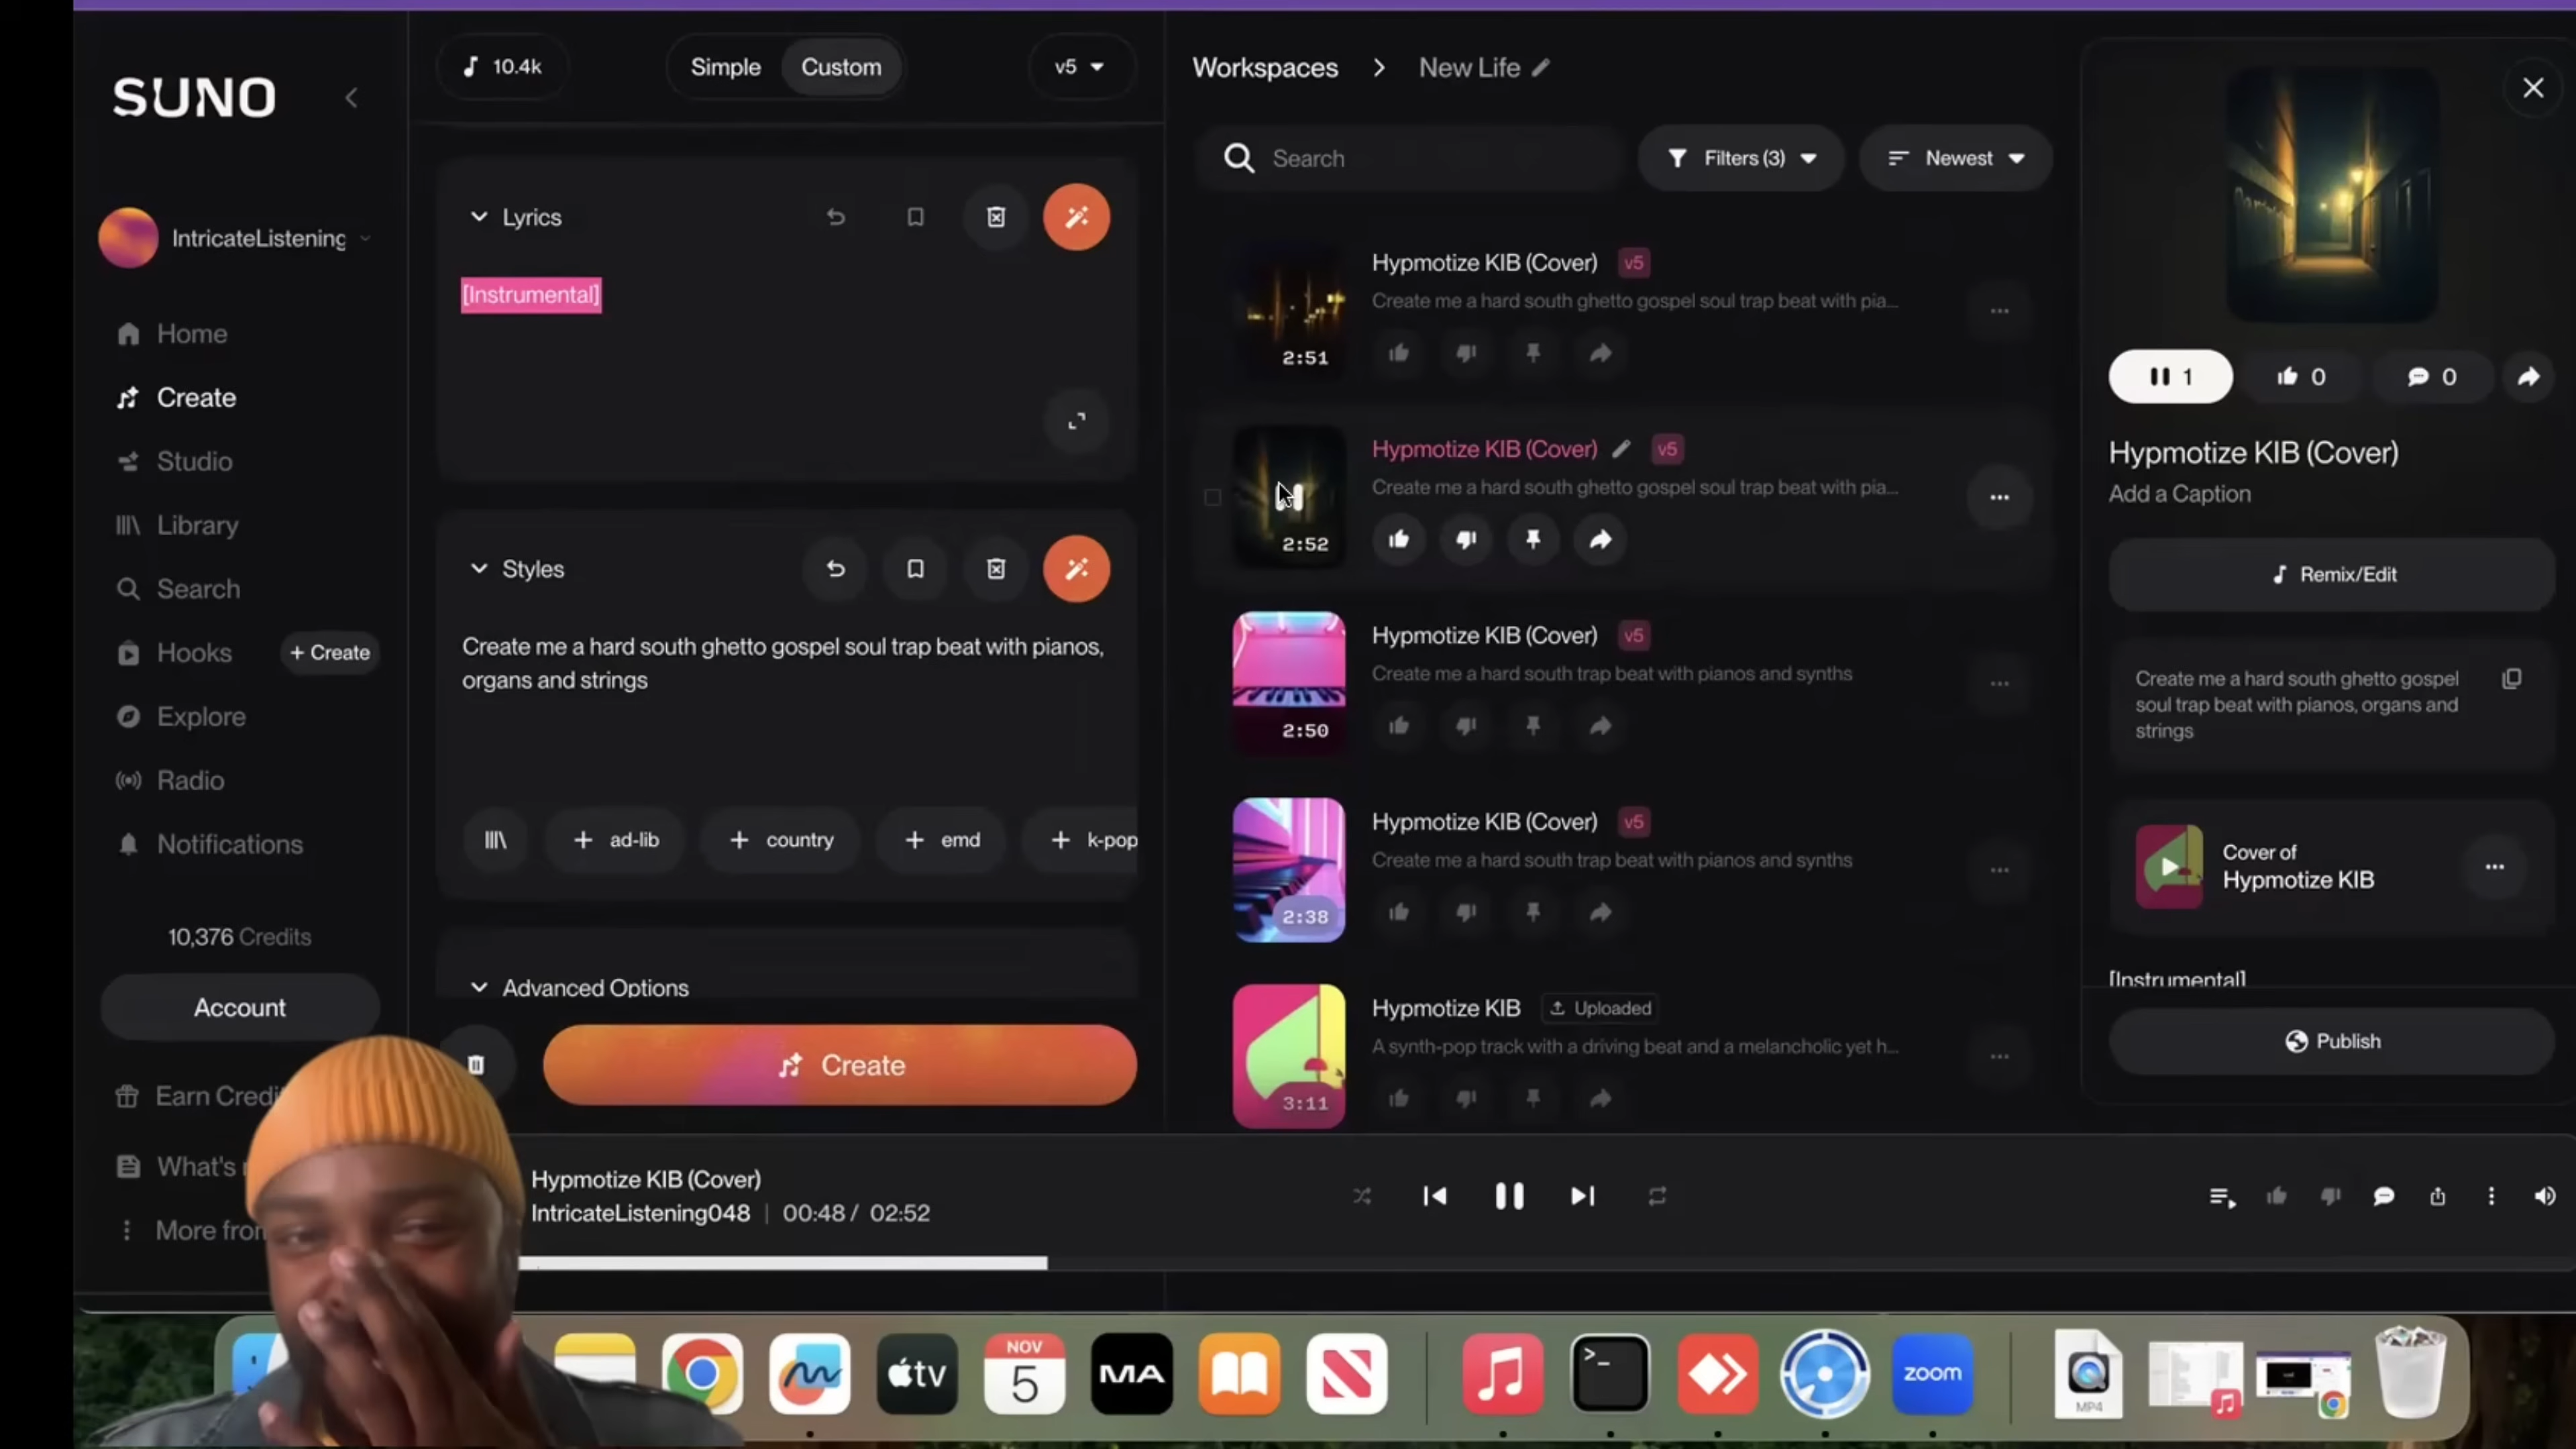 SUNO
IntricateListening
Home
Create
Studio
Library
Search
Hooks
+ Create
Explore
Radio
Notifications
10,376 Credits
Account
Earn Credi
What's
More from
10.4k
Simple
Custom
v5
Lyrics
[Instrumental]
Styles
Create me a hard south ghetto gospel soul trap beat with pianos,
organs and strings
+ ad-lib
+ country
+ emd
+ k-pop
Advanced Options
Create
Workspaces > New Life
Search
Filters (3)
Newest
Hypmotize KIB (Cover) v5
Create me a hard south ghetto gospel soul trap beat with pia...
2:51
Hypmotize KIB (Cover) v5
Create me a hard south ghetto gospel soul trap beat with pia...
2:52
Hypmotize KIB (Cover) v5
Create me a hard south trap beat with pianos and synths
2:50
Hypmotize KIB (Cover) v5
Create me a hard south trap beat with pianos and synths
2:38
Hypmotize KIB Uploaded
A synth-pop track with a driving beat and a melancholic yet h...
3:11
1
0
0
Hypmotize KIB (Cover)
Add a Caption
Remix/Edit
Create me a hard south ghetto gospel
soul trap beat with pianos, organs and
strings
Cover of
Hypmotize KIB
[Instrumental]
Publish
Hypmotize KIB (Cover)
IntricateListening048 | 00:48 / 02:52
tv
NOV
5
MA
>_
zoom
MP4